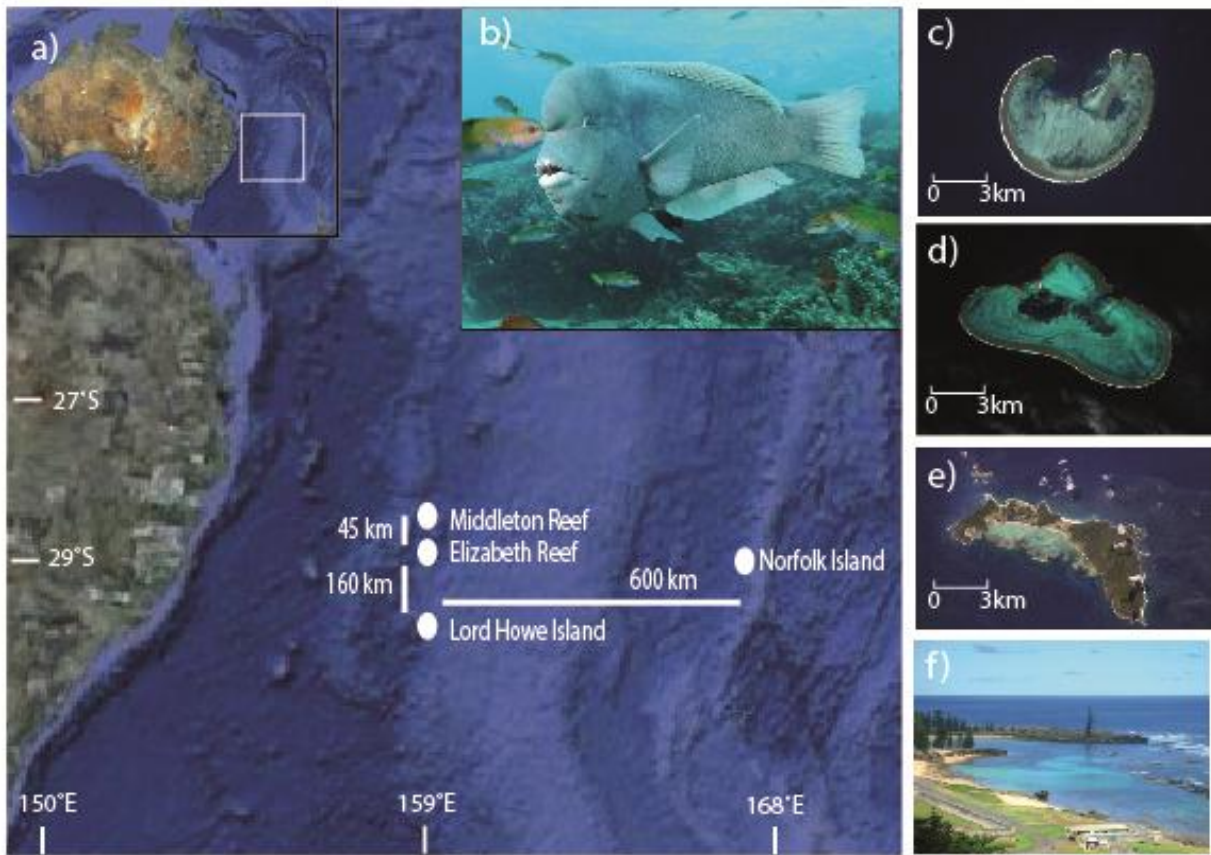 a)
b)
27°S
29°S
45 km
160 km
Middleton Reef
Elizabeth Reef
Lord Howe Island
600 km
Norfolk Island
150°E
159°E
168°E
c)
0 3km
d)
0 3km
e)
0 3km
f)